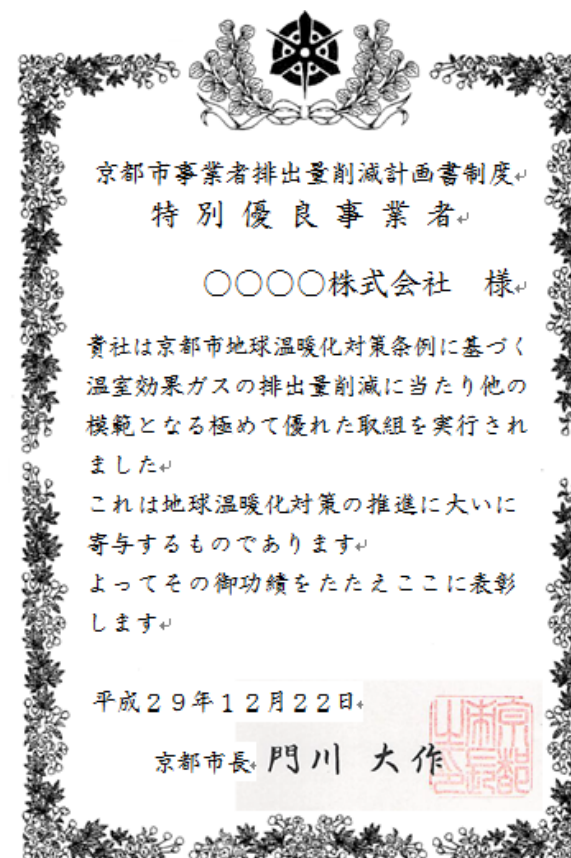 京都市事業者排出量削減計画書制度
特別優良事業者
○○○○株式会社　様
貴社は京都市地球温暖化対策条例に基づく
温室効果ガスの排出量削減に当たり他の
模範となる極めて優れた取組を実行され
ました
これは地球温暖化対策の推進に大いに
寄与するものであります
よってその御功績をたたえここに表彰
します
平成２９年１２月２２日
京都市長 門川 大作
京都市長之印